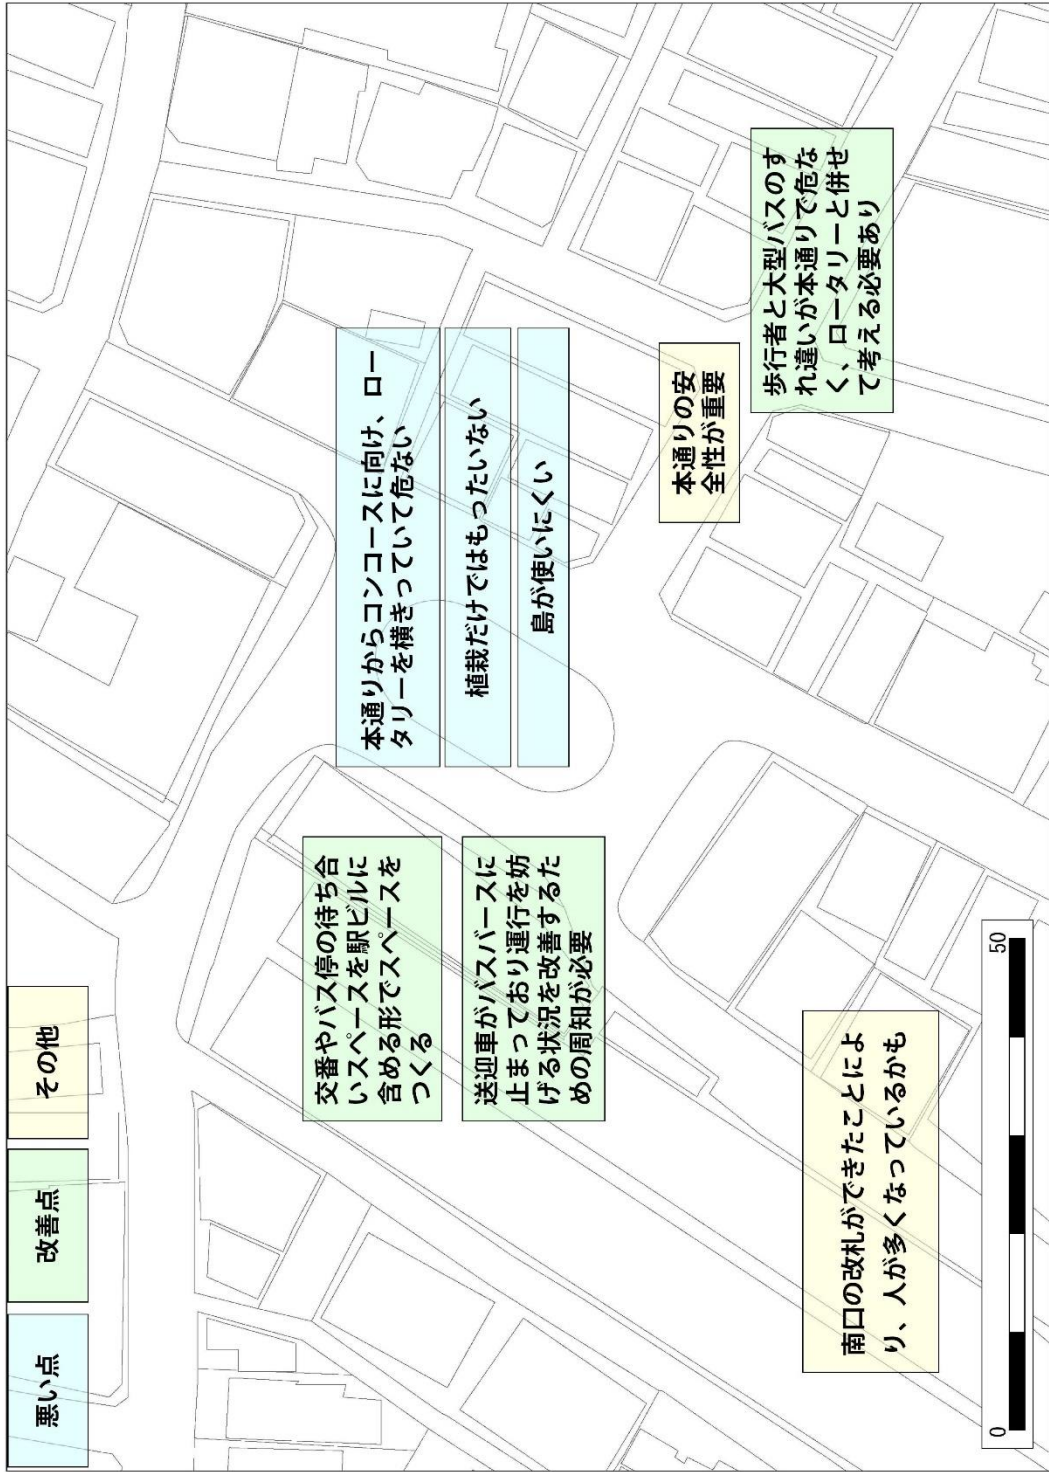 悪い点
改善点
その他
本通りからコンコースに向け、ロー
タリーを横きっていて危ない
植栽だけではもったいない
島が使いにくい
交番やバス停の待ち合
いスペースを駅ビルに
含める形でスペースを
つくる
送迎車がバスバースに
止まっており運行を妨
げる状況を改善するた
めの周知が必要
本通りの安
全性が重要
歩行者と大型バスのす
れ違いが本通りで危な
く、ロータリーと併せ
て考える必要あり
南口の改札ができたことによ
り、人が多くなっているかも
0
50